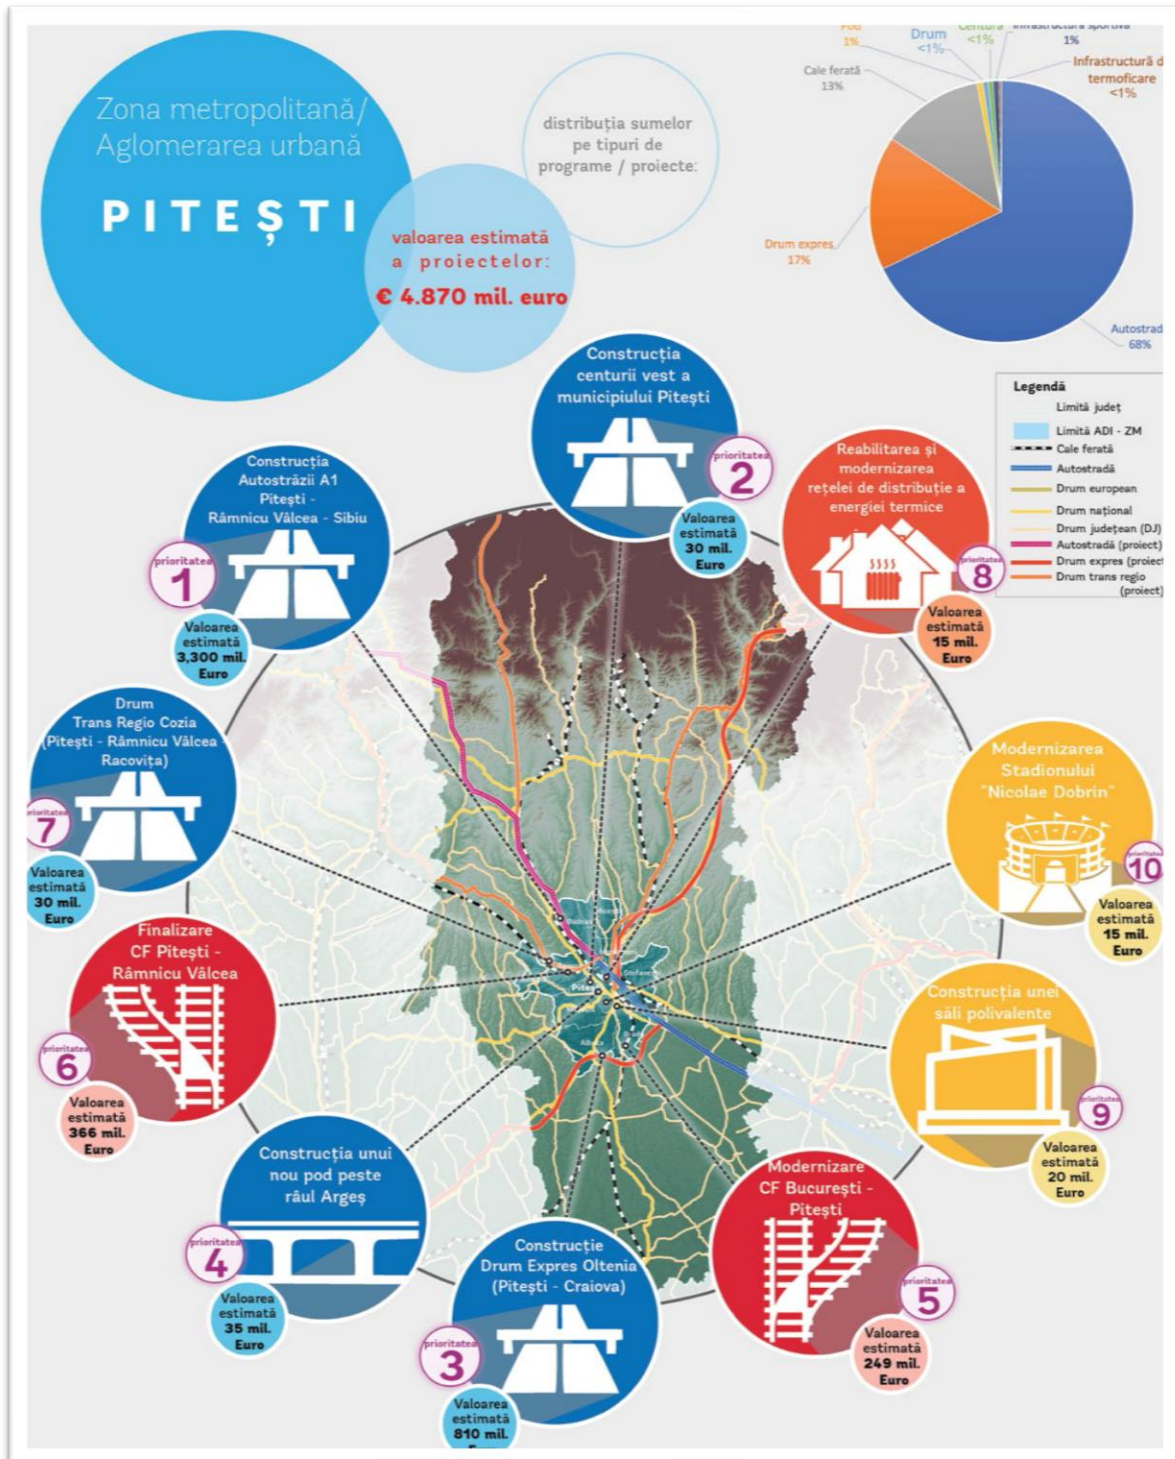 Zona metropolitană/
Aglomerarea urbană
PITEȘTI
valoarea estimată
a proiectelor:
€ 4.870 mil. euro
distribuția sumelor
pe tipuri de
programe / proiecte:
Pod
1%
Drum
<1%
Centura
<1%
Infrastructura sportiva
1%
Infrastructură d
termoficare
<1%
Cale ferată
13%
Drum expres
17%
Autostrad
68%
Legendă
Limită județ
Limită ADI - ZM
Cale ferată
Autostradă
Drum european
Drum național
Drum județean (DJ)
Autostradă (proiect)
Drum expres (proiect
Drum trans regio
(proiect)
Construcția
centurii vest a
municipiului Pitești
prioritatea
2
Valoarea
estimată
30 mil.
Euro
Construcția
Autostrăzii A1
Pitești -
Râmnicu Vâlcea - Sibiu
prioritatea
1
Valoarea
estimată
3,300 mil.
Euro
Reabilitarea și
modernizarea
rețelei de distribuție a
energiei termice
prioritatea
8
Valoarea
estimată
15 mil.
Euro
Drum
Trans Regio Cozia
(Pitești - Râmnicu Vâlcea -
Racovița)
prioritatea
7
Valoarea
estimată
30 mil.
Euro
Modernizarea
Stadionului
"Nicolae Dobrin"
prioritatea
10
Valoarea
estimată
15 mil.
Euro
Finalizare
CF Pitești -
Râmnicu Vâlcea
prioritatea
6
Valoarea
estimată
366 mil.
Euro
Construcția unei
săli polivalente
prioritatea
9
Valoarea
estimată
20 mil.
Euro
Construcția unui
nou pod peste
râul Argeș
prioritatea
4
Valoarea
estimată
35 mil.
Euro
Modernizare
CF București -
Pitești
prioritatea
5
Valoarea
estimată
249 mil.
Euro
Construcție
Drum Expres Oltenia
(Pitești - Craiova)
prioritatea
3
Valoarea
estimată
810 mil.
Euro